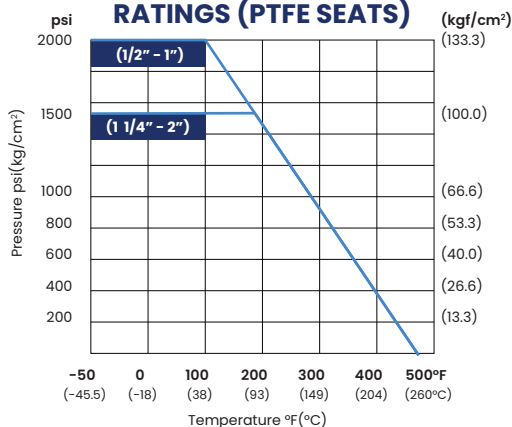 RATINGS (PTFE SEATS)
psi
(kgf/cm²)
2000
(133.3)
(1/2” - 1”)
1500
(100.0)
(1 1/4” - 2”)
1000
(66.6)
800
(53.3)
600
(40.0)
400
(26.6)
200
(13.3)
Pressure psi(kg/cm²)
-50 0 100 200 300 400 500°F
(-45.5) (-18) (38) (93) (149) (204) (260°C)
Temperature °F(°C)